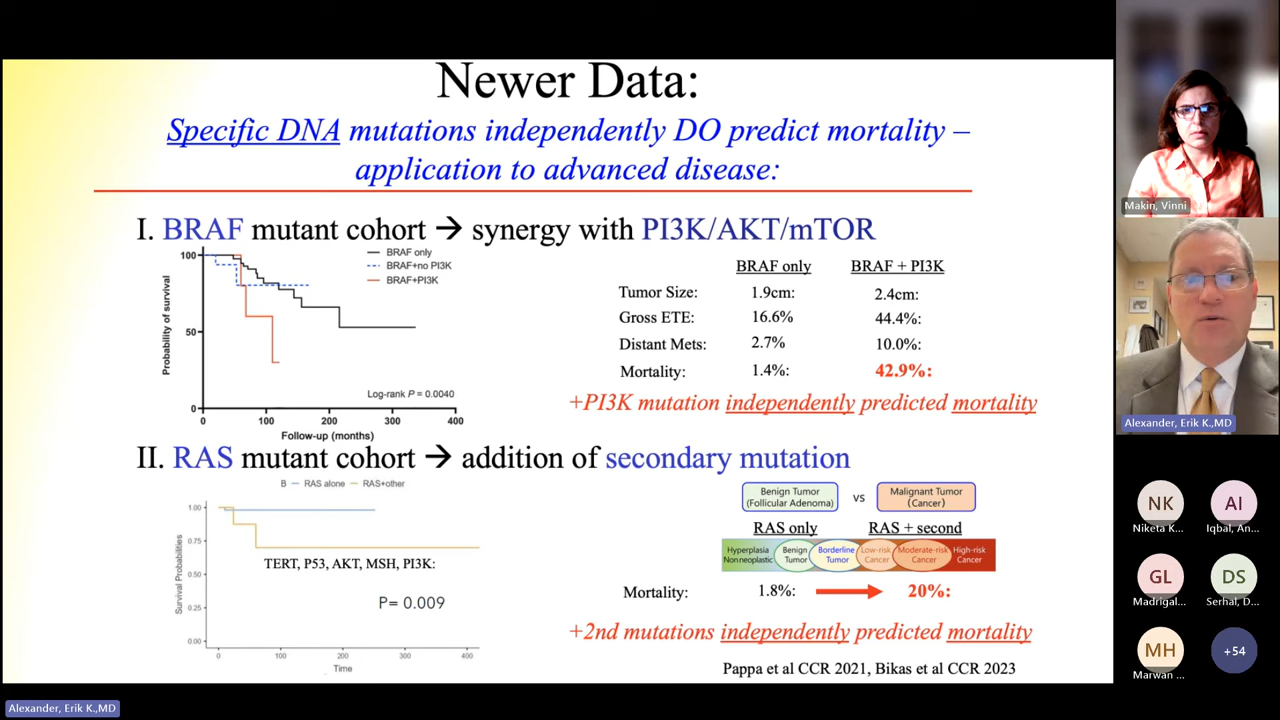 Newer Data:
Specific DNA mutations independently DO predict mortality –
application to advanced disease:
I. BRAF mutant cohort → synergy with PI3K/AKT/mTOR
BRAF only
BRAF+no PI3K
BRAF+PI3K
Probability of survival
100
50
0
Log-rank P = 0.0040
0 100 200 300 400
Follow-up (months)
BRAF only BRAF + PI3K
Tumor Size: 1.9cm: 2.4cm:
Gross ETE: 16.6% 44.4%:
Distant Mets: 2.7% 10.0%:
Mortality: 1.4%: 42.9%:
+PI3K mutation independently predicted mortality
II. RAS mutant cohort → addition of secondary mutation
B RAS alone RAS+other
Survival Probabilities
1.00
0.75
0.50
0.25
0.00
TERT, P53, AKT, MSH, PI3K:
P= 0.009
0 100 200 300 400
Time
Benign Tumor
(Follicular Adenoma)
vs
Malignant Tumor
(Cancer)
RAS only RAS + second
Hyperplasia
Nonneoplastic
Benign
Tumor
Borderline
Tumor
Low-risk
Cancer
Moderate-risk
Cancer
High-risk
Cancer
Mortality: 1.8%: 20%:
+2nd mutations independently predicted mortality
Pappa et al CCR 2021, Bikas et al CCR 2023
Makin, Vinni
Alexander, Erik K.,MD
NK
Niketa K...
AI
Iqbal, An...
GL
Madrigal...
DS
Serhal, D...
MH
Marwan ...
+54
Alexander, Erik K.,MD